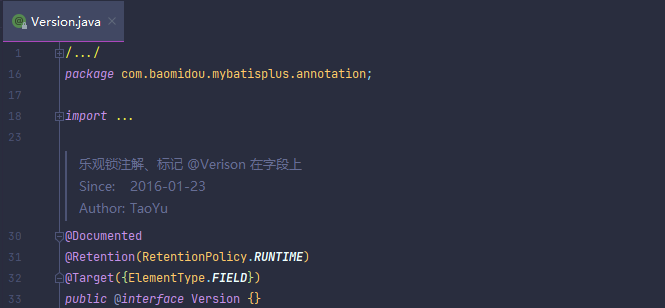 Version.java
1 /.../
16 package com.baomidou.mybatisplus.annotation;
17
18 import ...
23
乐观锁注解、标记 @Verison 在字段上
Since: 2016-01-23
Author: TaoYu
30 @Documented
31 @Retention(RetentionPolicy.RUNTIME)
32 @Target({ElementType.FIELD})
33 public @interface Version {}